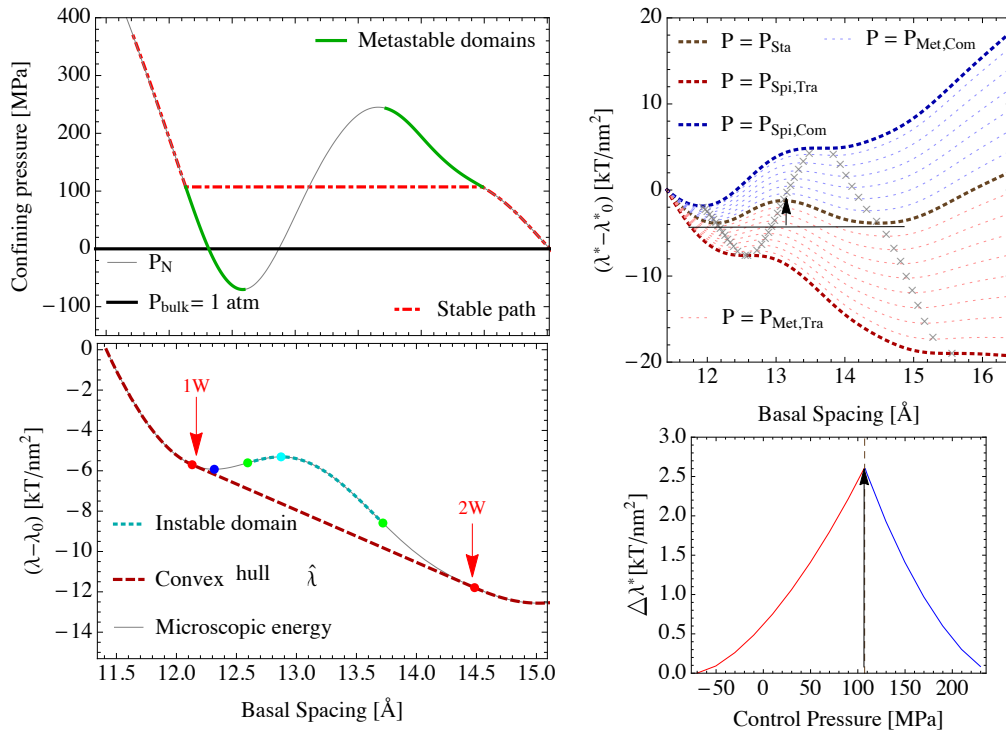 400
300
200
100
0
−100
Confining pressure [MPa]
Metastable domains
P_N
P_bulk= 1 atm
Stable path
0
−2
−4
−6
−8
−10
−12
−14
(λ−λ_0) [kT/nm²]
1W
2W
Instable domain
Convex hull λ̂
Microscopic energy
11.5 12.0 12.5 13.0 13.5 14.0 14.5 15.0
Basal Spacing [Å]
20
10
0
−10
−20
(λ*−λ*_0) [kT/nm²]
P = P_Sta
P = P_Met,Com
P = P_Spi,Tra
P = P_Spi,Com
P = P_Met,Tra
12 13 14 15 16
Basal Spacing [Å]
3.0
2.5
2.0
1.5
1.0
0.5
0.0
△λ*[kT/nm²]
−50 0 50 100 150 200
Control Pressure [MPa]